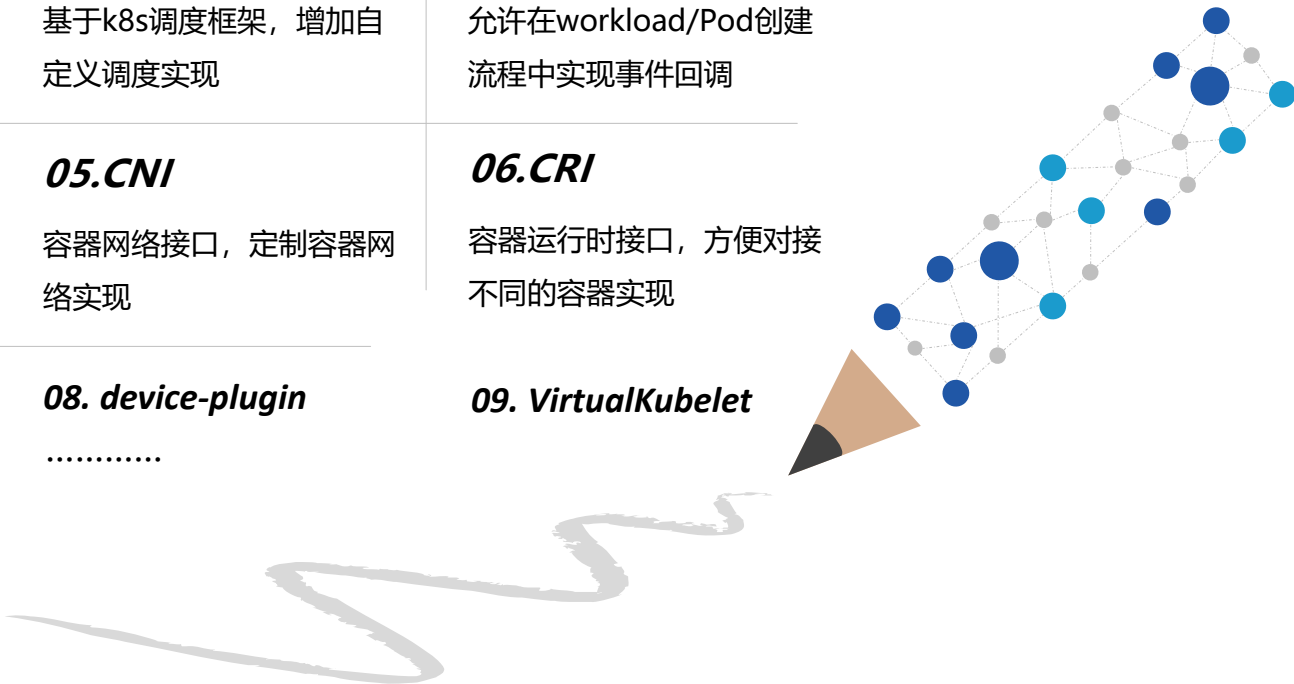 基于k8s调度框架，增加自
定义调度实现
允许在workload/Pod创建
流程中实现事件回调
05.CNI
容器网络接口，定制容器网
络实现
06.CRI
容器运行时接口，方便对接
不同的容器实现
08. device-plugin
…………
09. VirtualKubelet